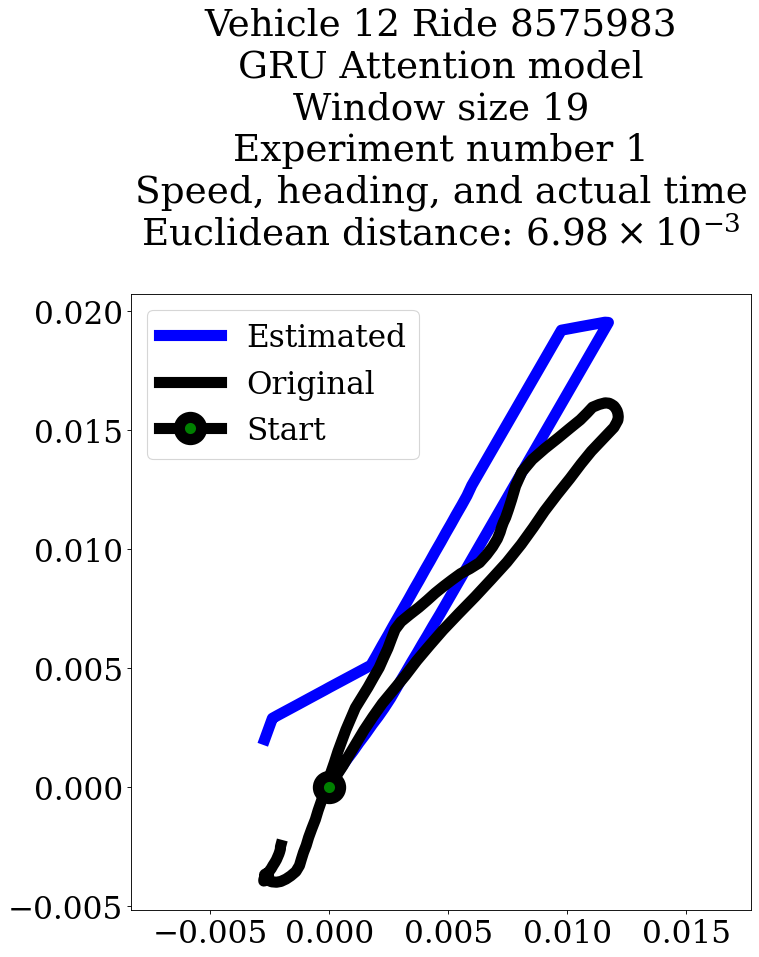 Vehicle 12 Ride 8575983
GRU Attention model
Window size 19
Experiment number 1
Speed, heading, and actual time
Euclidean distance: 6.98 × 10⁻³
0.020
0.015
0.010
0.005
0.000
−0.005
Estimated
Original
Start
−0.005 0.000 0.005 0.010 0.015